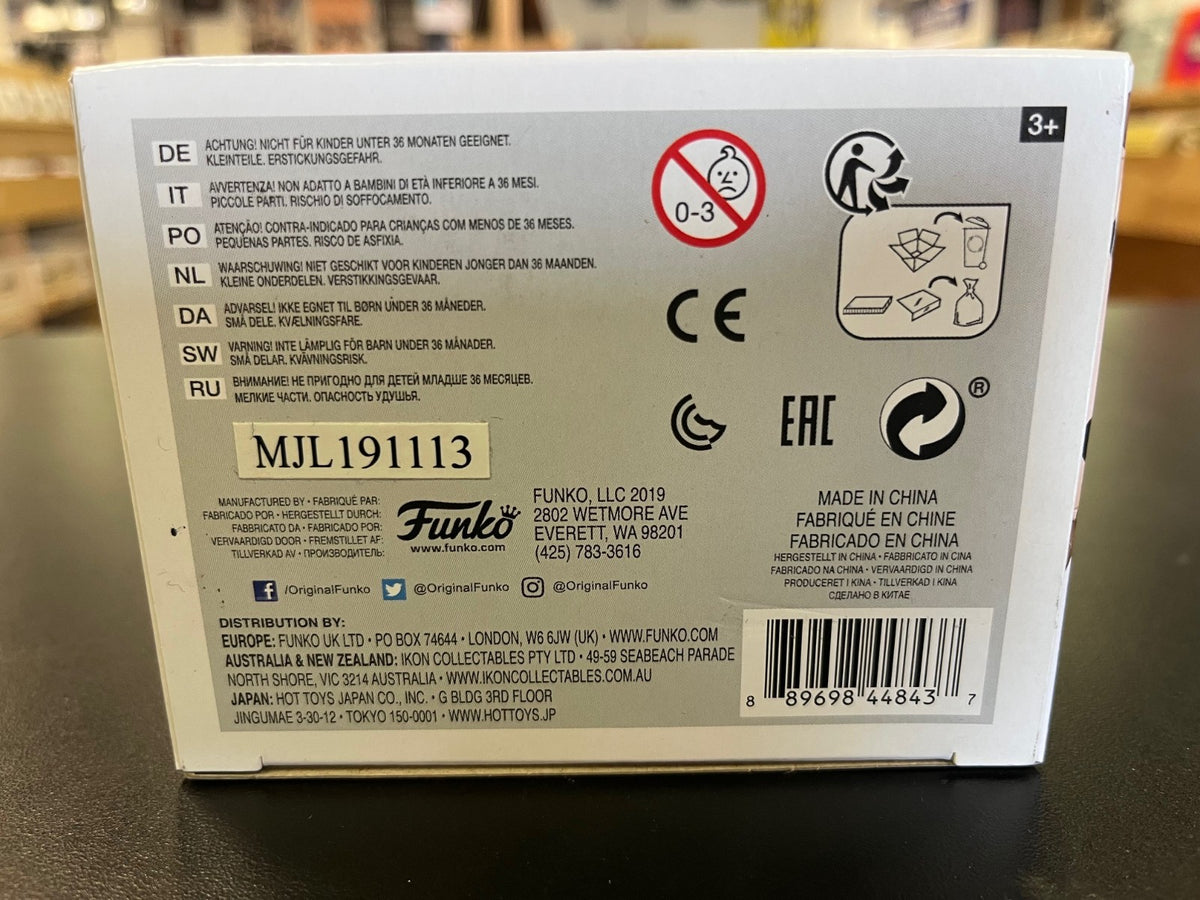 3+
DE ACHTUNG! NICHT FÜR KINDER UNTER 36 MONATEN GEEIGNET.
KLEINTEILE. ERSTICKUNGSGEFAHR.
IT AVVERTENZA! NON ADATTO A BAMBINI DI ETÀ INFERIORE A 36 MESI.
PICCOLE PARTI. RISCHIO DI SOFFOCAMENTO.
PO ATENÇÃO! CONTRA-INDICADO PARA CRIANÇAS COM MENOS DE 36 MESES.
PEQUENAS PARTES. RISCO DE ASFIXIA.
NL WAARSCHUWING! NIET GESCHIKT VOOR KINDEREN JONGER DAN 36 MAANDEN.
KLEINE ONDERDELEN. VERSTIKKINGSGEVAAR.
DA ADVARSEL! IKKE EGNET TIL BØRN UNDER 36 MÅNEDER.
SMÅ DELE. KVÆLNINGSFARE.
SW VARNING! INTE LÄMPLIG FÖR BARN UNDER 36 MÅNADER.
SMÅ DELAR. KVÄVNINGSRISK.
RU ВНИМАНИЕ! НЕ ПРИГОДНО ДЛЯ ДЕТЕЙ МЛАДШЕ 36 МЕСЯЦЕВ.
МЕЛКИЕ ЧАСТИ. ОПАСНОСТЬ УДУШЬЯ.
0-3
CE
EAC
®
MJL191113
MANUFACTURED BY • FABRIQUÉ PAR:
FABRICADO POR • HERGESTELLT DURCH:
FABBRICATO DA • FABRICADO POR:
VERVAARDIGD DOOR • FREMSTILLET AF:
TILLVERKAD AV • ПРОИЗВОДИТЕЛЬ:
Funko
www.funko.com
FUNKO, LLC 2019
2802 WETMORE AVE
EVERETT, WA 98201
(425) 783-3616
MADE IN CHINA
FABRIQUÉ EN CHINE
FABRICADO EN CHINA
HERGESTELLT IN CHINA • FABBRICATO IN CINA
FABRICADO NA CHINA • VERVAARDIGD IN CHINA
PRODUCERET I KINA • TILLVERKAD I KINA
СДЕЛАНО В КИТАЕ
/OriginalFunko @OriginalFunko @OriginalFunko
DISTRIBUTION BY:
EUROPE: FUNKO UK LTD • PO BOX 74644 • LONDON, W6 6JW (UK) • WWW.FUNKO.COM
AUSTRALIA & NEW ZEALAND: IKON COLLECTABLES PTY LTD • 49-59 SEABEACH PARADE
NORTH SHORE, VIC 3214 AUSTRALIA • WWW.IKONCOLLECTABLES.COM.AU
JAPAN: HOT TOYS JAPAN CO., INC. • G BLDG 3RD FLOOR
JINGUMAE 3-30-12 • TOKYO 150-0001 • WWW.HOTTOYS.JP
8 89698 44843 7